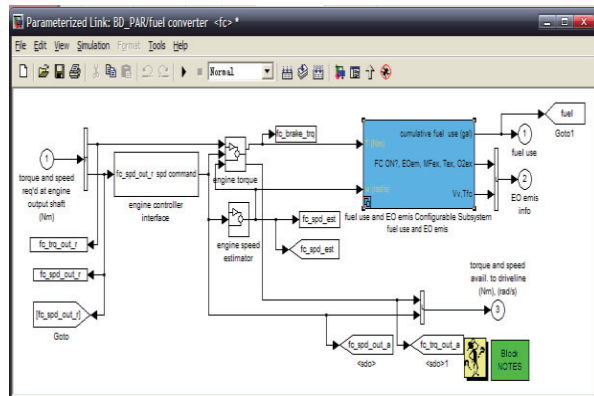 Parameterized Link: BD_PAR/fuel converter <fc> *
File Edit View Simulation Format Tools Help
Normal
1
torque and speed
req'd at engine
output shaft
(Nm)
fc_spd_out_r spd command
engine controller
interface
fc_trq_out_r
fc_spd_out_r
[fc_spd_out_r]
Goto
fc_brake_trq
engine torque
engine speed
estimator
fc_spd_est
fc_spd_est
T (Nm)
w (rad/s)
cumulative fuel use (gal)
FC ON?, EOem, MFex, Tex, O2ex
Vv,Tfc
fuel use and EO emis Configurable Subsystem
fuel use and EO emis
fuel
Goto1
1
fuel use
2
EO emis
info
torque and speed
avail. to driveline
(Nm), (rad/s)
3
fc_spd_out_a
<sdo>
fc_trq_out_a
<sdo>1
Block
NOTES